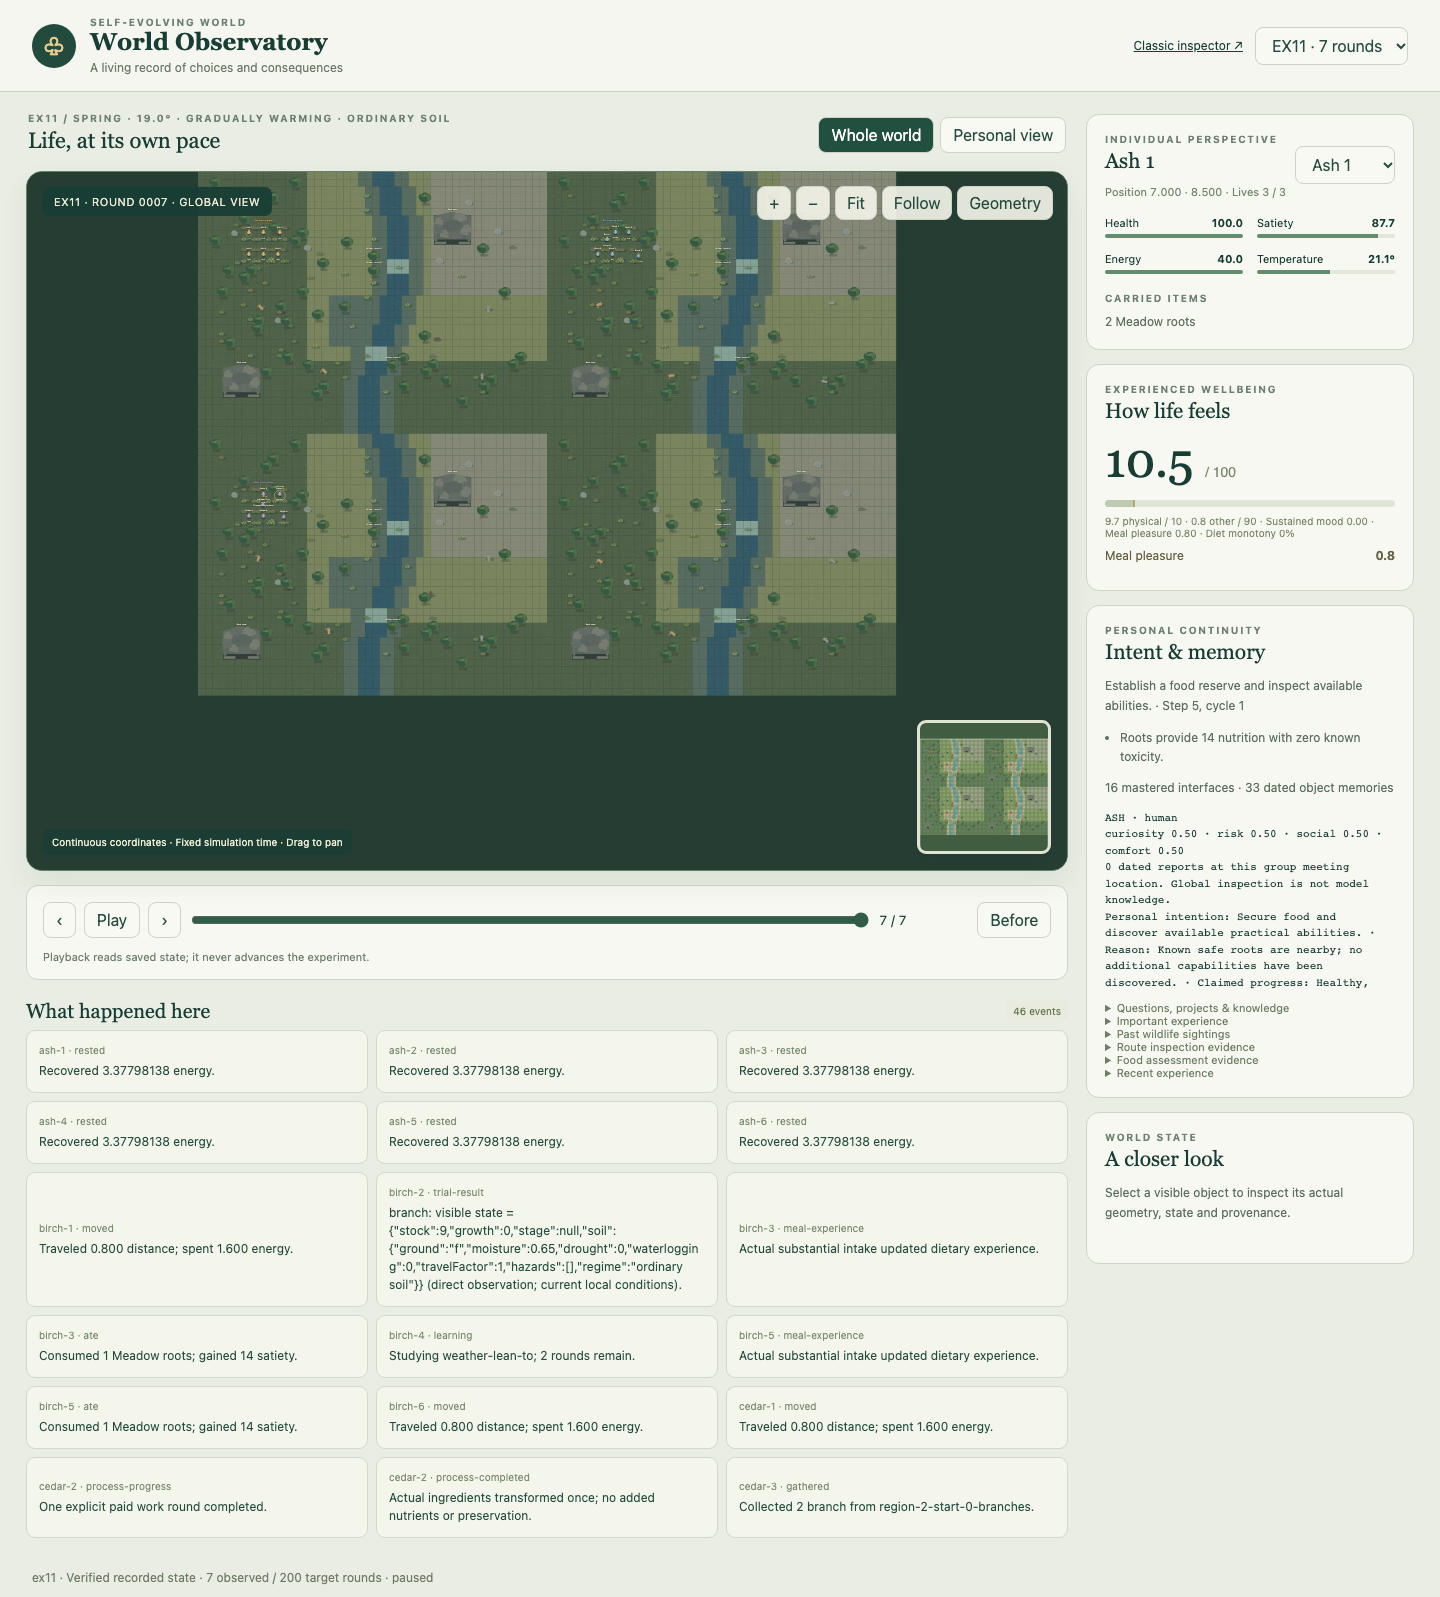 SELF-EVOLVING WORLD
World Observatory
A living record of choices and consequences
Classic inspector ↗
EX11 · 7 rounds
EX11 / SPRING · 19.0° · GRADUALLY WARMING · ORDINARY SOIL
Life, at its own pace
Whole world
Personal view
EX11 · ROUND 0007 · GLOBAL VIEW
+
−
Fit
Follow
Geometry
Continuous coordinates · Fixed simulation time · Drag to pan
‹
Play
›
7 / 7
Before
Playback reads saved state; it never advances the experiment.
What happened here
46 events
ash-1 · rested
Recovered 3.37798138 energy.
ash-2 · rested
Recovered 3.37798138 energy.
ash-3 · rested
Recovered 3.37798138 energy.
ash-4 · rested
Recovered 3.37798138 energy.
ash-5 · rested
Recovered 3.37798138 energy.
ash-6 · rested
Recovered 3.37798138 energy.
birch-1 · moved
Traveled 0.800 distance; spent 1.600 energy.
birch-2 · trial-result
branch: visible state =
{"stock":9,"growth":0,"stage":null,"soil":
{"ground":"f","moisture":0.65,"drought":0,"waterloggin
g":0,"travelFactor":1,"hazards":[],"regime":"ordinary
soil"}} (direct observation; current local conditions).
birch-3 · meal-experience
Actual substantial intake updated dietary experience.
birch-3 · ate
Consumed 1 Meadow roots; gained 14 satiety.
birch-4 · learning
Studying weather-lean-to; 2 rounds remain.
birch-5 · meal-experience
Actual substantial intake updated dietary experience.
birch-5 · ate
Consumed 1 Meadow roots; gained 14 satiety.
birch-6 · moved
Traveled 0.800 distance; spent 1.600 energy.
cedar-1 · moved
Traveled 0.800 distance; spent 1.600 energy.
cedar-2 · process-progress
One explicit paid work round completed.
cedar-2 · process-completed
Actual ingredients transformed once; no added
nutrients or preservation.
cedar-3 · gathered
Collected 2 branch from region-2-start-0-branches.
ex11 · Verified recorded state · 7 observed / 200 target rounds · paused
INDIVIDUAL PERSPECTIVE
Ash 1
Ash 1
Position 7.000 · 8.500 · Lives 3 / 3
Health 100.0
Satiety 87.7
Energy 40.0
Temperature 21.1°
CARRIED ITEMS
2 Meadow roots
EXPERIENCED WELLBEING
How life feels
10.5 / 100
9.7 physical / 10 · 0.8 other / 90 · Sustained mood 0.00 ·
Meal pleasure 0.80 · Diet monotony 0%
Meal pleasure 0.8
PERSONAL CONTINUITY
Intent & memory
Establish a food reserve and inspect available
abilities. · Step 5, cycle 1
• Roots provide 14 nutrition with zero known
toxicity.
16 mastered interfaces · 33 dated object memories
ASH · human
curiosity 0.50 · risk 0.50 · social 0.50 ·
comfort 0.50
0 dated reports at this group meeting
location. Global inspection is not model
knowledge.
Personal intention: Secure food and
discover available practical abilities. ·
Reason: Known safe roots are nearby; no
additional capabilities have been
discovered. · Claimed progress: Healthy,
▶ Questions, projects & knowledge
▶ Important experience
▶ Past wildlife sightings
▶ Route inspection evidence
▶ Food assessment evidence
▶ Recent experience
WORLD STATE
A closer look
Select a visible object to inspect its actual
geometry, state and provenance.